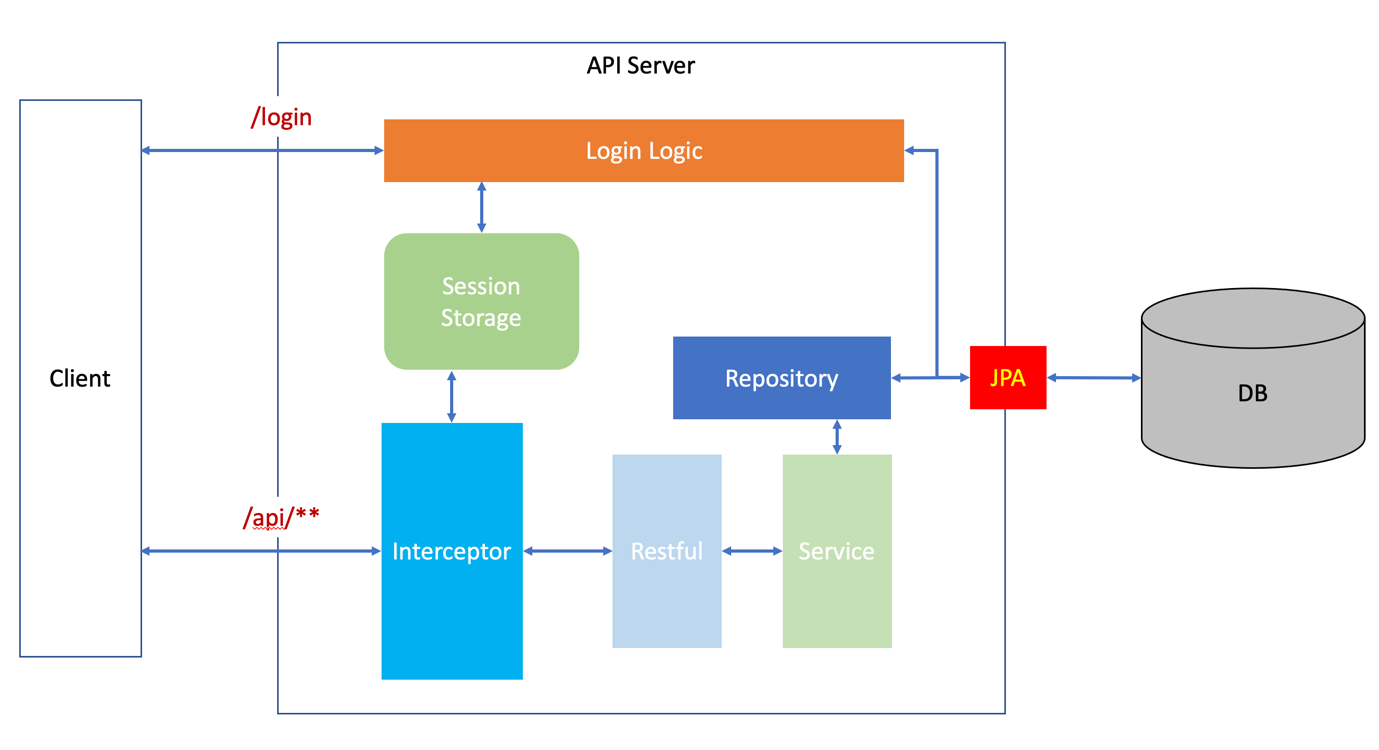 API Server
/login
Login Logic
Session
Storage
Client
Repository
JPA
DB
/api/**
Interceptor
Restful
Service